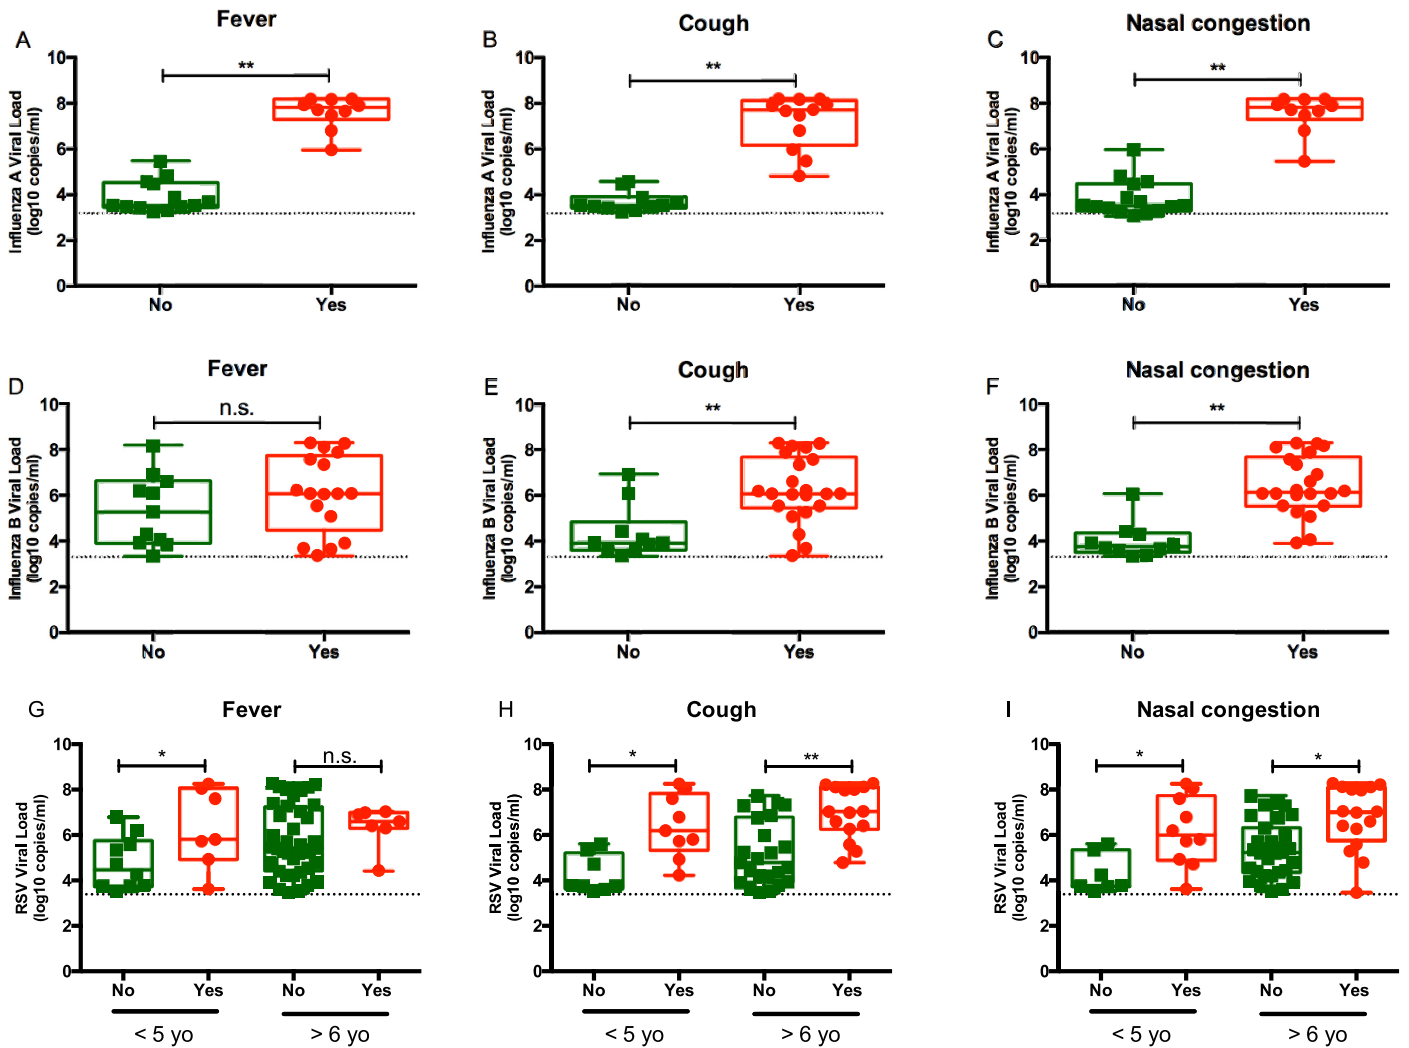 Fever
Cough
Nasal congestion
A
B
C
Influenza A Viral Load
(log10 copies/ml)
10
8
6
4
2
0
**
No
Yes
Influenza A Viral Load
(log10 copies/ml)
10
8
6
4
2
0
**
No
Yes
Influenza A Viral Load
(log10 copies/ml)
10
8
6
4
2
0
**
No
Yes
Fever
Cough
Nasal congestion
D
E
F
Influenza B Viral Load
(log10 copies/ml)
10
8
6
4
2
0
n.s.
No
Yes
Influenza B Viral Load
(log10 copies/ml)
10
8
6
4
2
0
**
No
Yes
Influenza B Viral Load
(log10 copies/ml)
10
8
6
4
2
0
**
No
Yes
G
Fever
H
Cough
I
Nasal congestion
RSV Viral Load
(log10 copies/ml)
10
8
6
4
2
0
*
n.s.
No
Yes
No
Yes
< 5 yo
> 6 yo
RSV Viral Load
(log10 copies/ml)
10
8
6
4
2
0
*
**
No
Yes
No
Yes
< 5 yo
> 6 yo
RSV Viral Load
(log10 copies/ml)
10
8
6
4
2
0
*
*
No
Yes
No
Yes
< 5 yo
> 6 yo